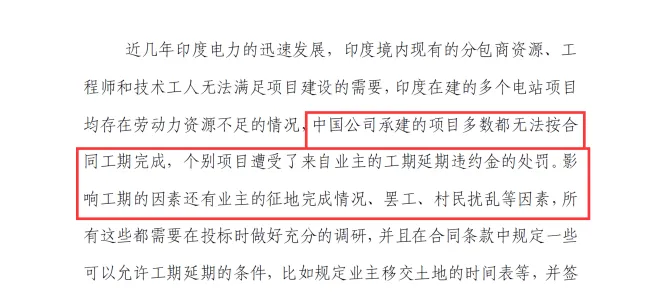 近几年印度电力的迅速发展，印度境内现有的分包商资源、工
程师和技术工人无法满足项目建设的需要，印度在建的多个电站项目
均存在劳动力资源不足的情况，中国公司承建的项目多数都无法按合
同工期完成，个别项目遭受了来自业主的工期延期违约金的处罚。影
响工期的因素还有业主的征地完成情况、罢工、村民扰乱等因素，所
有这些都需要在投标时做好充分的调研，并且在合同条款中规定一些
可以允许工期延期的条件，比如规定业主移交土地的时间表等，并签